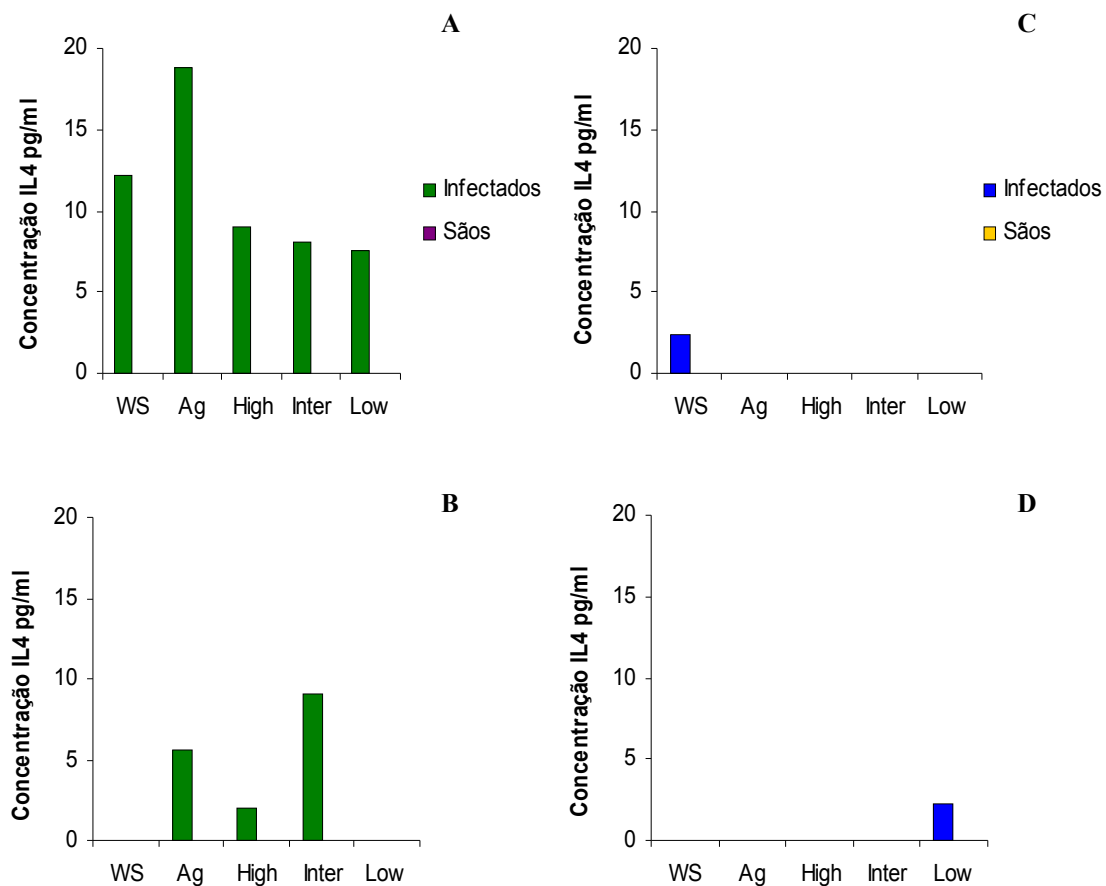 A
Concentração IL4 pg/ml
20
15
10
5
0
WS Ag High Inter Low
Infectados
Sãos
C
Concentração IL4 pg/ml
20
15
10
5
0
WS Ag High Inter Low
Infectados
Sãos
B
Concentração IL4 pg/ml
20
15
10
5
0
WS Ag High Inter Low
D
Concentração IL4 pg/ml
20
15
10
5
0
WS Ag High Inter Low